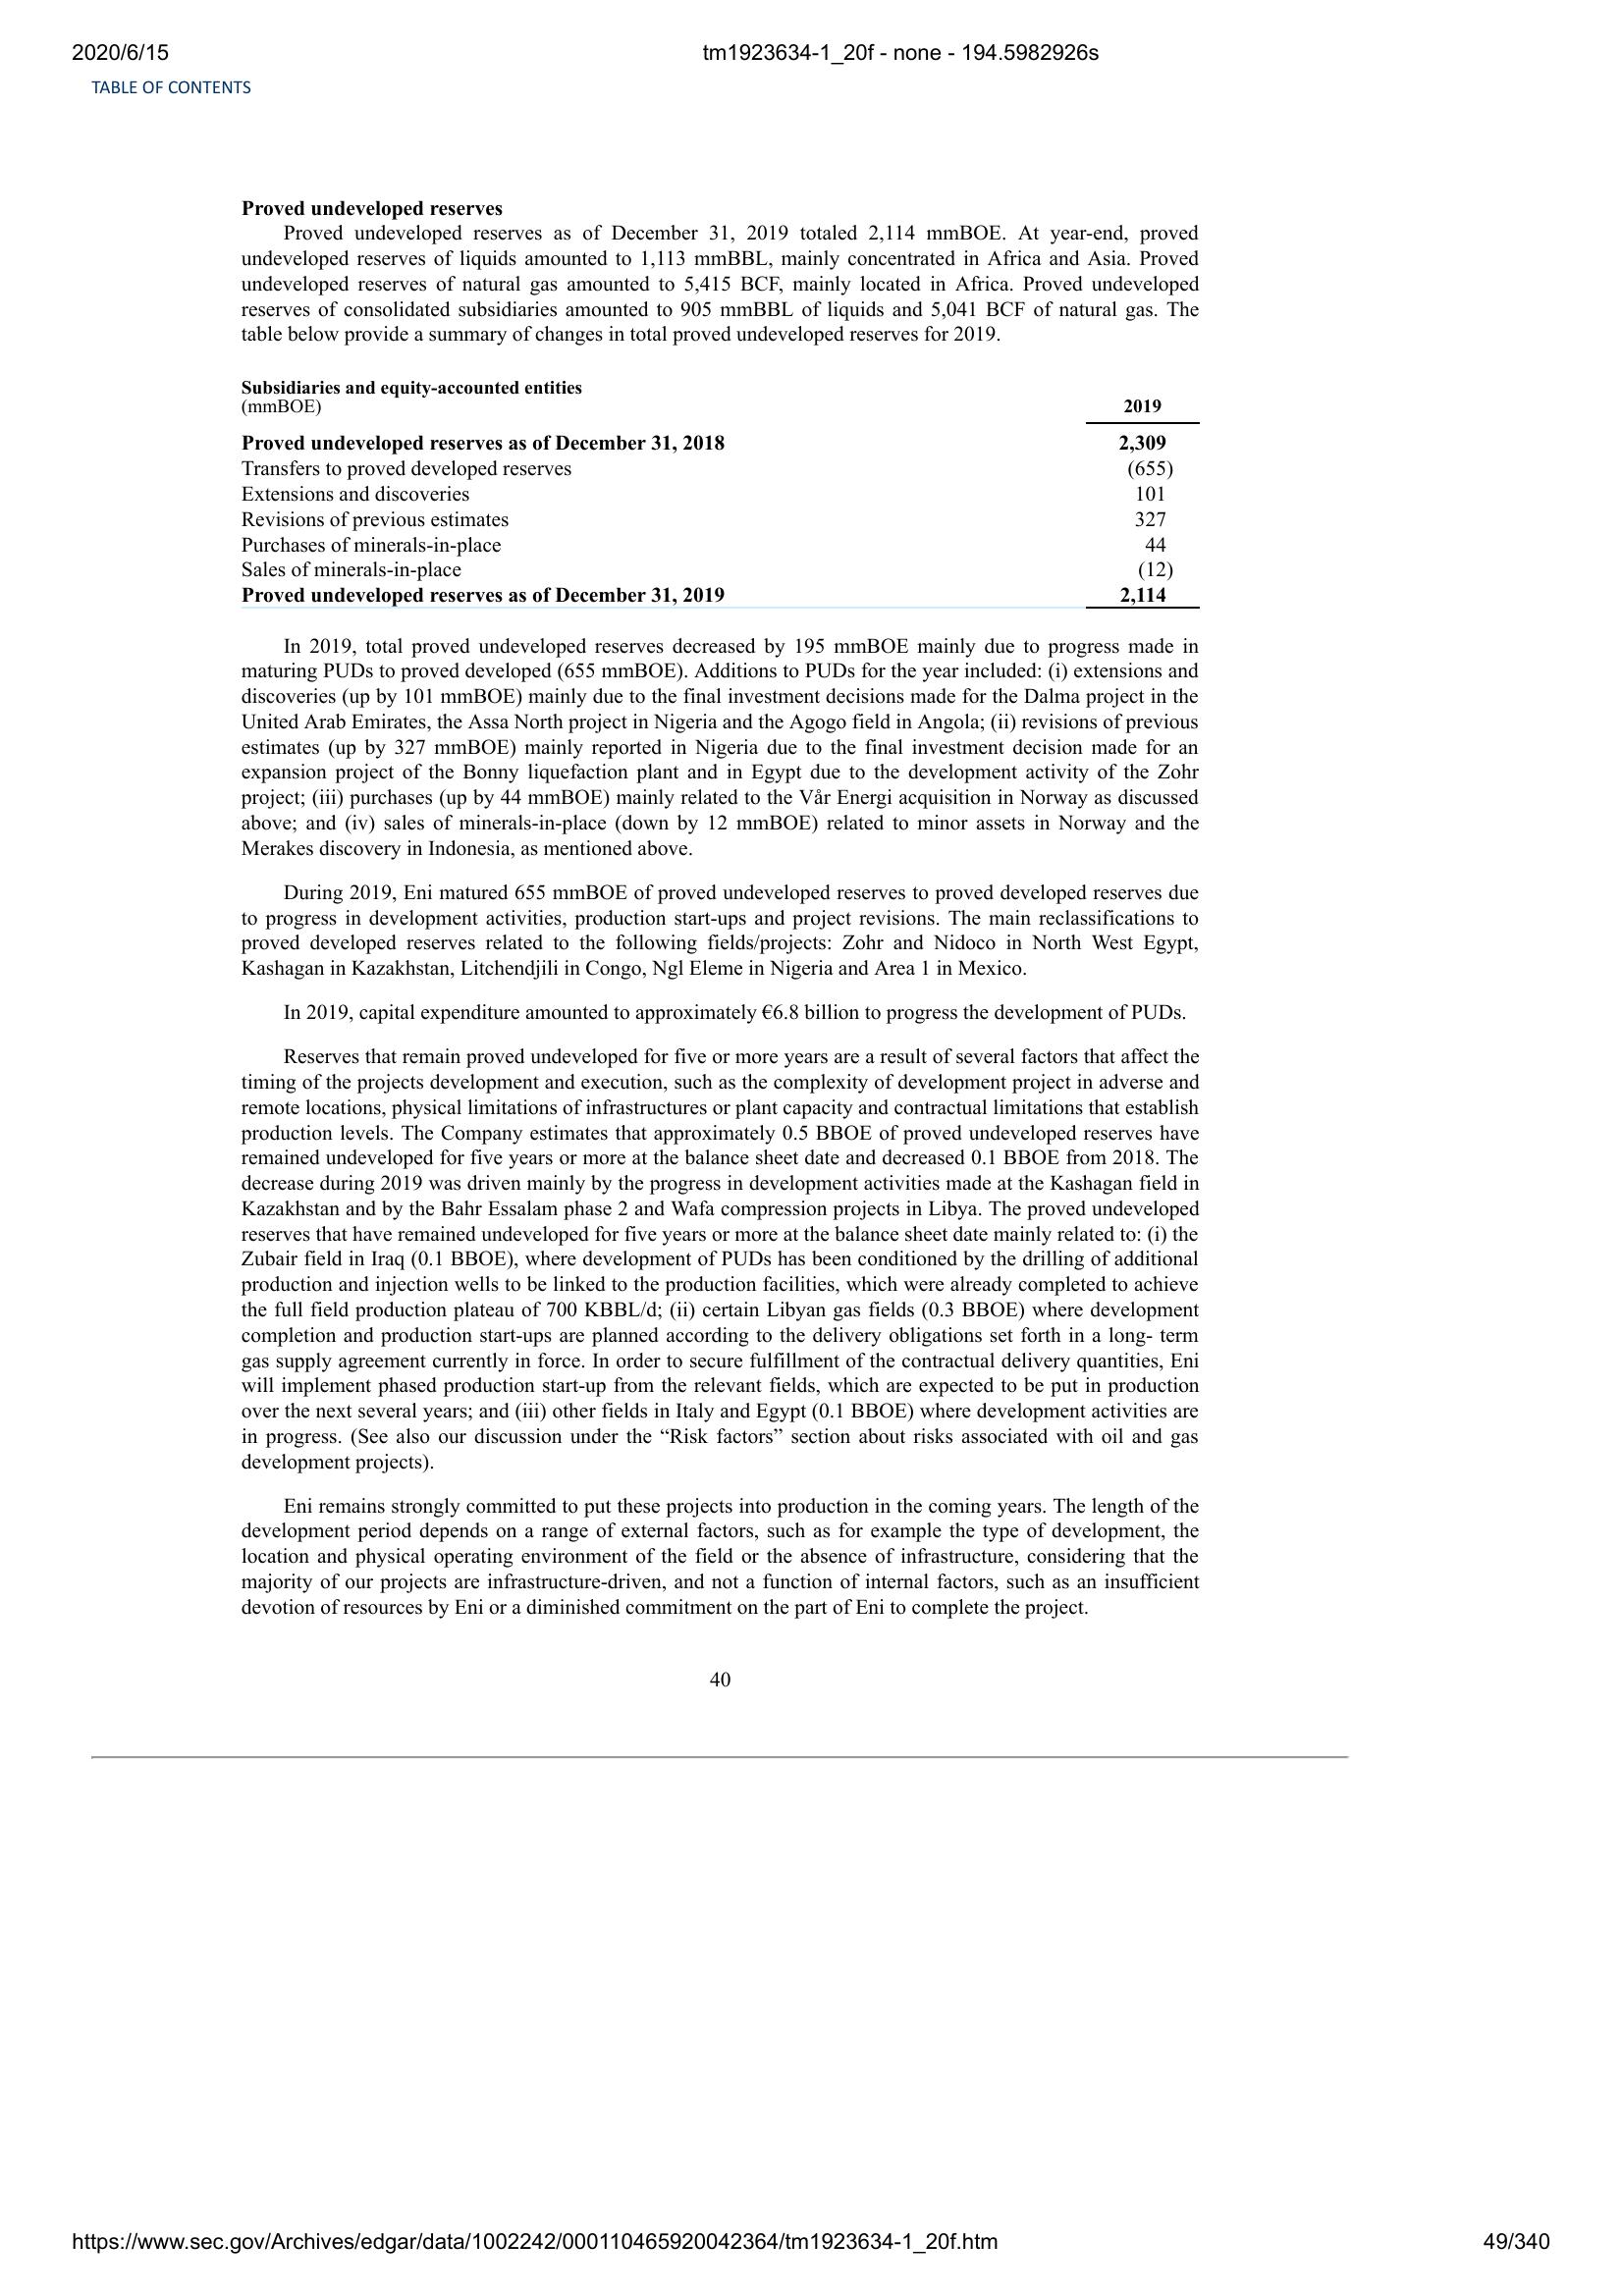 2020/6/15
tm1923634-1_20f - none - 194.5982926s
TABLE OF CONTENTS
Proved undeveloped reserves
Proved undeveloped reserves as of December 31, 2019 totaled 2,114 mmBOE. At year-end, proved
undeveloped reserves of liquids amounted to 1,113 mmBBL, mainly concentrated in Africa and Asia. Proved
undeveloped reserves of natural gas amounted to 5,415 BCF, mainly located in Africa. Proved undeveloped
reserves of consolidated subsidiaries amounted to 905 mmBBL of liquids and 5,041 BCF of natural gas. The
table below provide a summary of changes in total proved undeveloped reserves for 2019.
Subsidiaries and equity-accounted entities
(mmBOE) 2019
Proved undeveloped reserves as of December 31, 2018 2,309
Transfers to proved developed reserves (655)
Extensions and discoveries 101
Revisions of previous estimates 327
Purchases of minerals-in-place 44
Sales of minerals-in-place (12)
Proved undeveloped reserves as of December 31, 2019 2,114
In 2019, total proved undeveloped reserves decreased by 195 mmBOE mainly due to progress made in
maturing PUDs to proved developed (655 mmBOE). Additions to PUDs for the year included: (i) extensions and
discoveries (up by 101 mmBOE) mainly due to the final investment decisions made for the Dalma project in the
United Arab Emirates, the Assa North project in Nigeria and the Agogo field in Angola; (ii) revisions of previous
estimates (up by 327 mmBOE) mainly reported in Nigeria due to the final investment decision made for an
expansion project of the Bonny liquefaction plant and in Egypt due to the development activity of the Zohr
project; (iii) purchases (up by 44 mmBOE) mainly related to the Vår Energi acquisition in Norway as discussed
above; and (iv) sales of minerals-in-place (down by 12 mmBOE) related to minor assets in Norway and the
Merakes discovery in Indonesia, as mentioned above.
During 2019, Eni matured 655 mmBOE of proved undeveloped reserves to proved developed reserves due
to progress in development activities, production start-ups and project revisions. The main reclassifications to
proved developed reserves related to the following fields/projects: Zohr and Nidoco in North West Egypt,
Kashagan in Kazakhstan, Litchendjili in Congo, Ngl Eleme in Nigeria and Area 1 in Mexico.
In 2019, capital expenditure amounted to approximately €6.8 billion to progress the development of PUDs.
Reserves that remain proved undeveloped for five or more years are a result of several factors that affect the
timing of the projects development and execution, such as the complexity of development project in adverse and
remote locations, physical limitations of infrastructures or plant capacity and contractual limitations that establish
production levels. The Company estimates that approximately 0.5 BBOE of proved undeveloped reserves have
remained undeveloped for five years or more at the balance sheet date and decreased 0.1 BBOE from 2018. The
decrease during 2019 was driven mainly by the progress in development activities made at the Kashagan field in
Kazakhstan and by the Bahr Essalam phase 2 and Wafa compression projects in Libya. The proved undeveloped
reserves that have remained undeveloped for five years or more at the balance sheet date mainly related to: (i) the
Zubair field in Iraq (0.1 BBOE), where development of PUDs has been conditioned by the drilling of additional
production and injection wells to be linked to the production facilities, which were already completed to achieve
the full field production plateau of 700 KBBL/d; (ii) certain Libyan gas fields (0.3 BBOE) where development
completion and production start-ups are planned according to the delivery obligations set forth in a long- term
gas supply agreement currently in force. In order to secure fulfillment of the contractual delivery quantities, Eni
will implement phased production start-up from the relevant fields, which are expected to be put in production
over the next several years; and (iii) other fields in Italy and Egypt (0.1 BBOE) where development activities are
in progress. (See also our discussion under the “Risk factors” section about risks associated with oil and gas
development projects).
Eni remains strongly committed to put these projects into production in the coming years. The length of the
development period depends on a range of external factors, such as for example the type of development, the
location and physical operating environment of the field or the absence of infrastructure, considering that the
majority of our projects are infrastructure-driven, and not a function of internal factors, such as an insufficient
devotion of resources by Eni or a diminished commitment on the part of Eni to complete the project.
40
https://www.sec.gov/Archives/edgar/data/1002242/000110465920042364/tm1923634-1_20f.htm
49/340